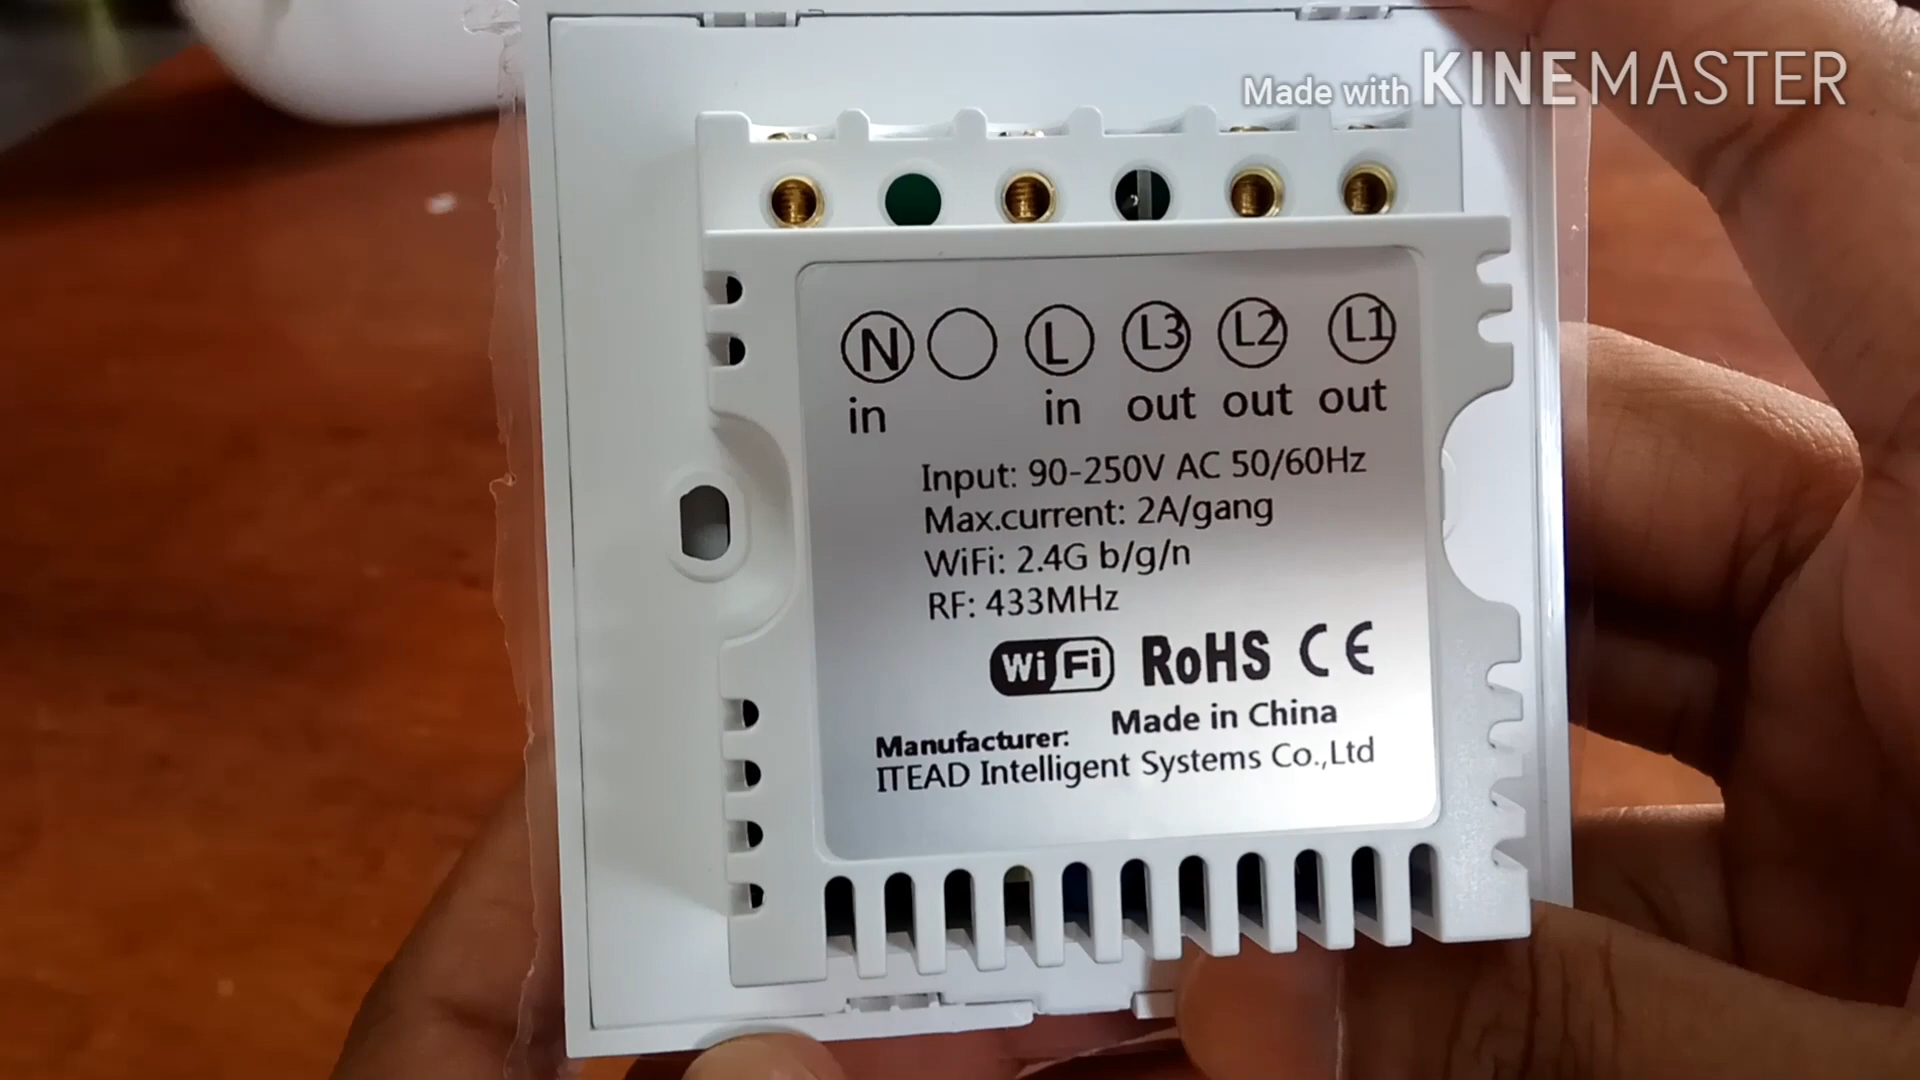 Made with KINEMASTER
N L L3 L2 L1
in in out out out
Input: 90-250V AC 50/60Hz
Max.current: 2A/gang
WiFi: 2.4G b/g/n
RF: 433MHz
WiFi RoHS CE
Made in China
Manufacturer:
ITEAD Intelligent Systems Co.,Ltd